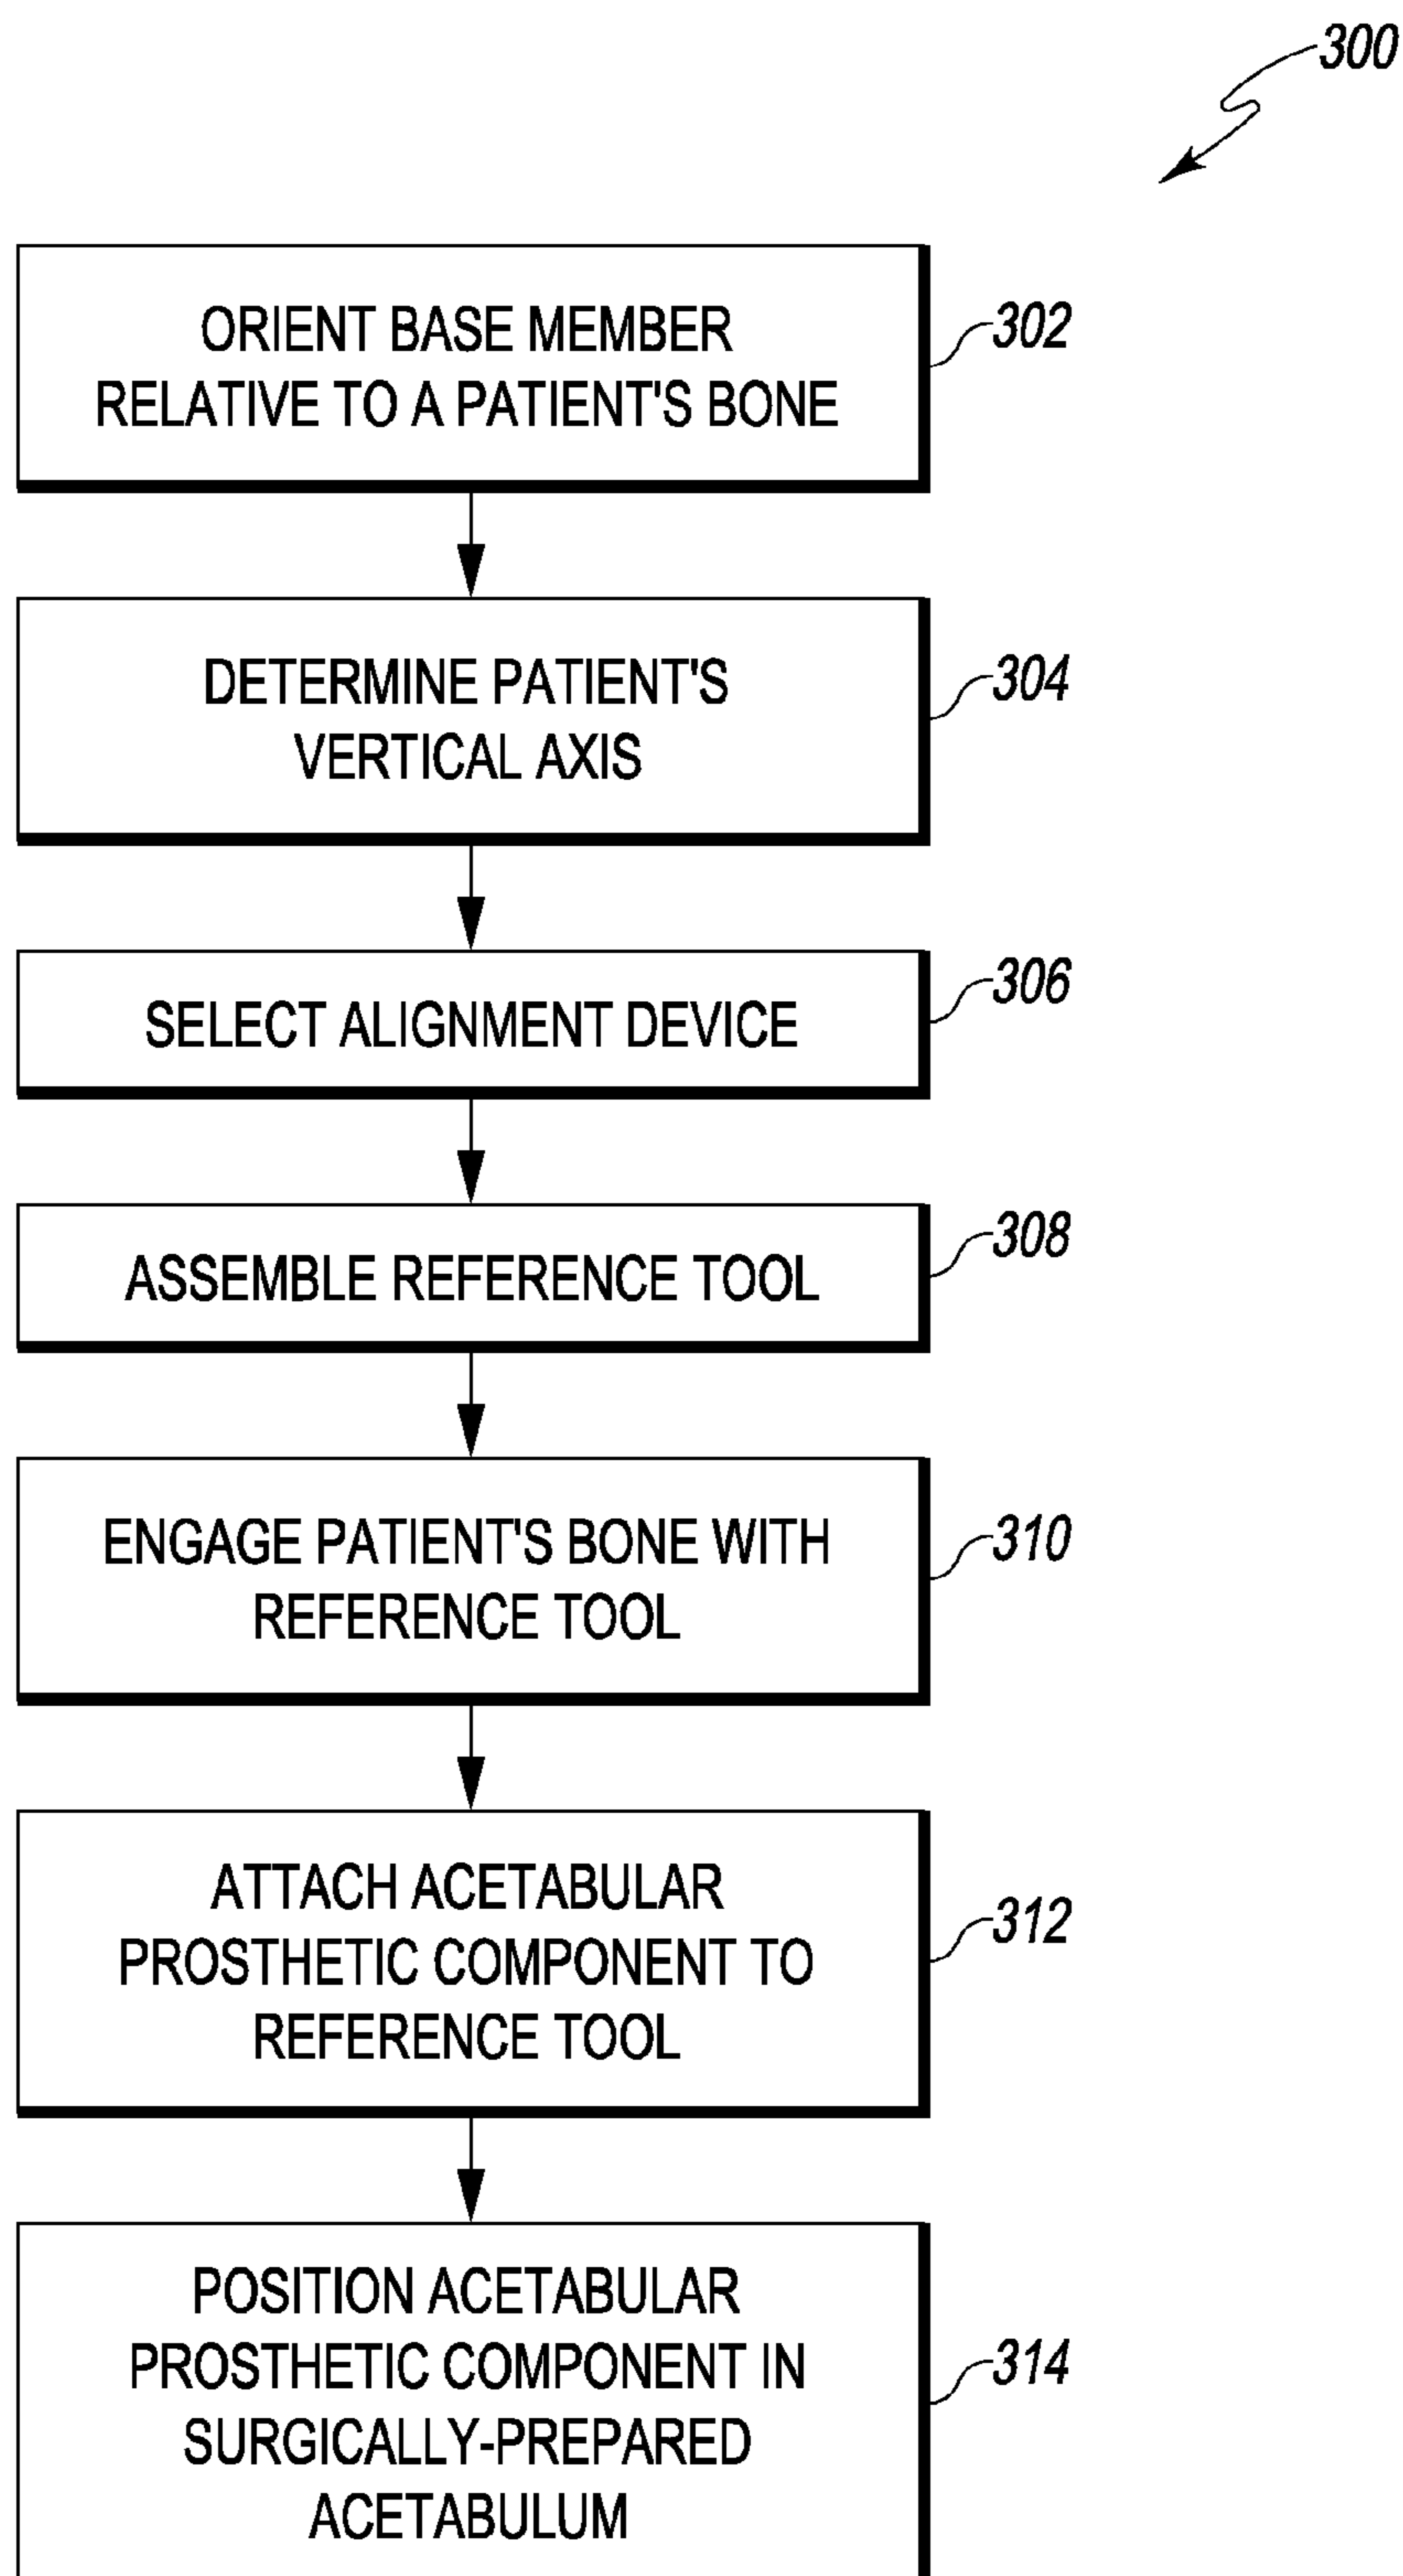 300
ORIENT BASE MEMBER
RELATIVE TO A PATIENT'S BONE
302
DETERMINE PATIENT'S
VERTICAL AXIS
304
SELECT ALIGNMENT DEVICE
306
ASSEMBLE REFERENCE TOOL
308
ENGAGE PATIENT'S BONE WITH
REFERENCE TOOL
310
ATTACH ACETABULAR
PROSTHETIC COMPONENT TO
REFERENCE TOOL
312
POSITION ACETABULAR
PROSTHETIC COMPONENT IN
SURGICALLY-PREPARED
ACETABULUM
314